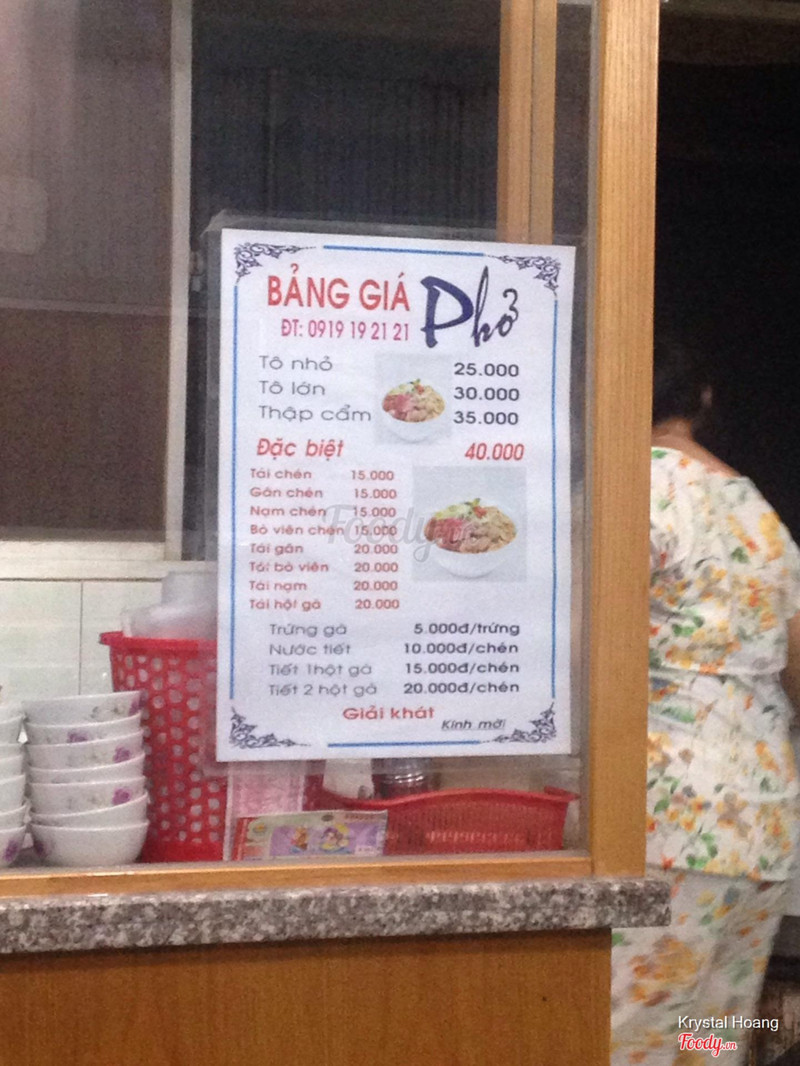 BẢNG GIÁ Phở
ĐT: 0919 19 21 21
Tô nhỏ 25.000
Tô lớn 30.000
Thập cẩm 35.000
Đặc biệt 40.000
Tái chén 15.000
Gân chén 15.000
Nạm chén 15.000
Bò viên chén 15.000
Tái gân 20.000
Tái bò viên 20.000
Tái nạm 20.000
Tái hột gà 20.000
Foody.vn
Trứng gà 5.000đ/trứng
Nước tiết 10.000đ/chén
Tiết 1hột gà 15.000đ/chén
Tiết 2 hột gà 20.000đ/chén
Giải khát
Kính mời
Krystal Hoang
Foody.vn